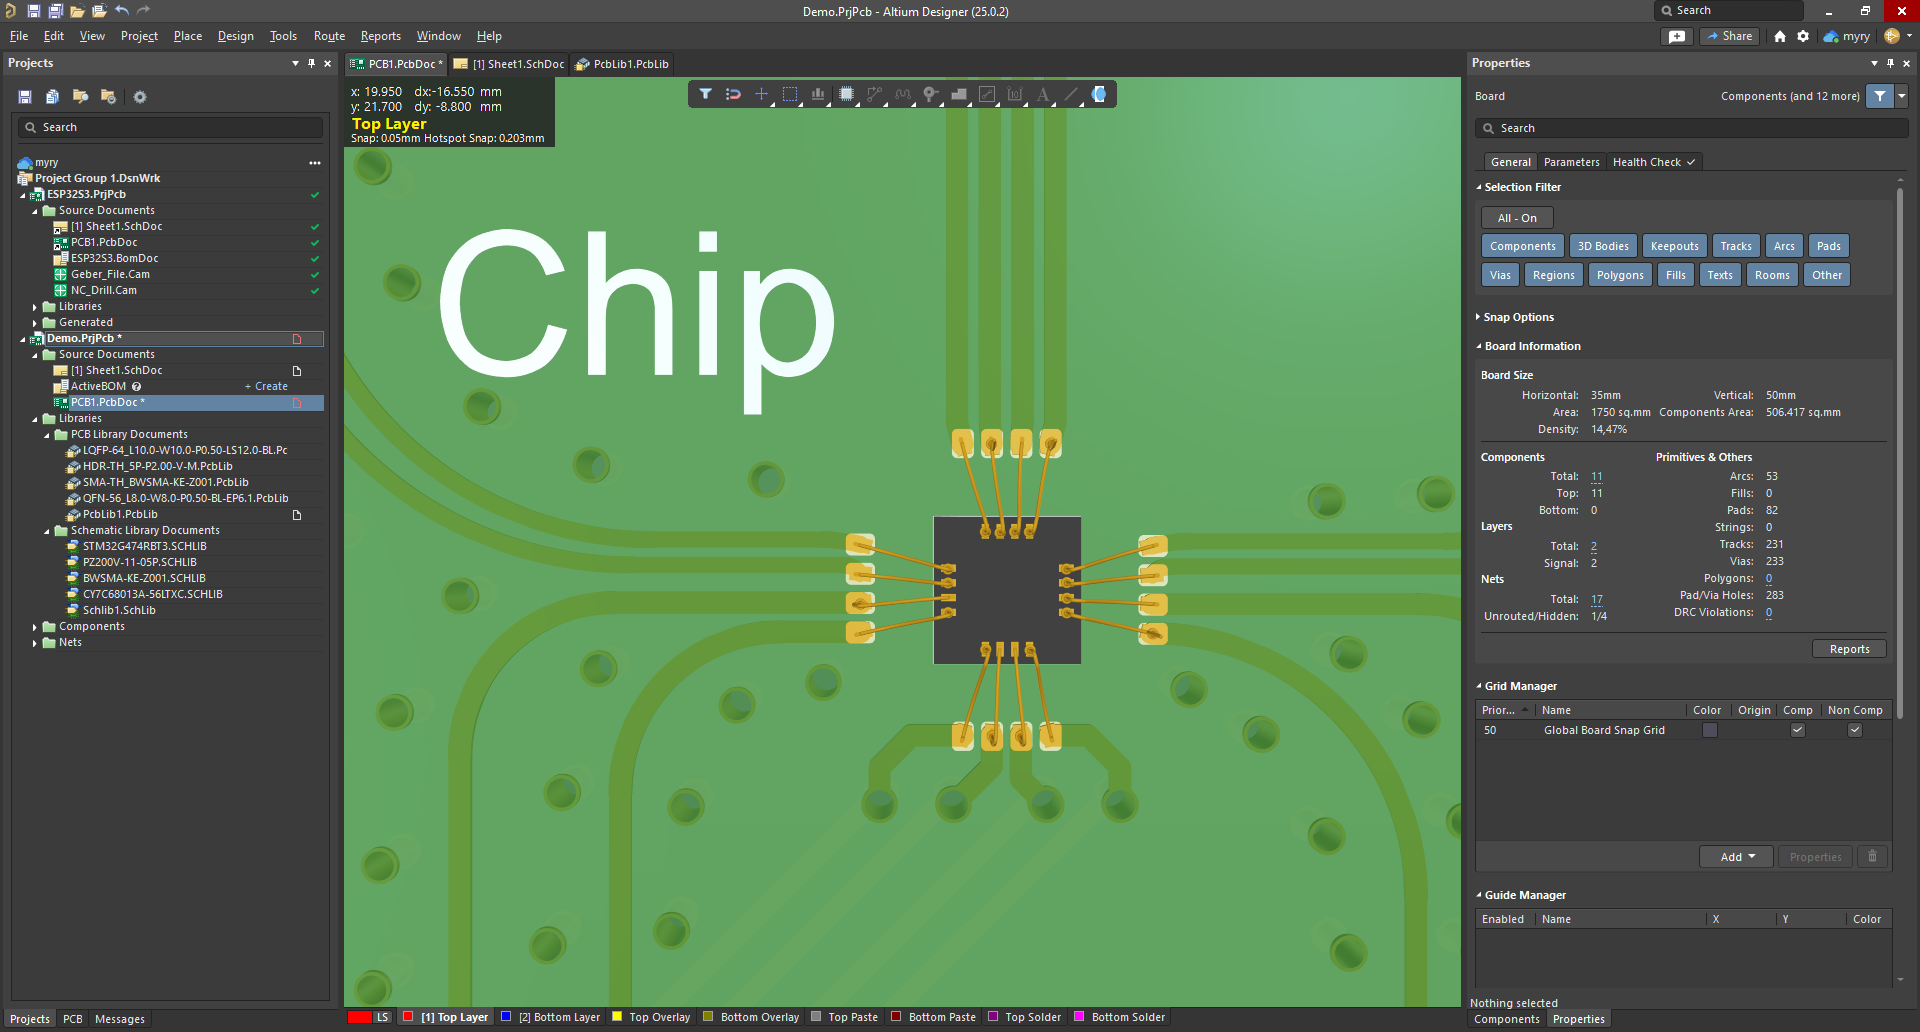 Demo.PrjPcb - Altium Designer (25.0.2)
Search
File Edit View Project Place Design Tools Route Reports Window Help
Share
myry
Projects
PCB1.PcbDoc *
[1] Sheet1.SchDoc
PcbLib1.PcbLib
Properties
Search
myry
Project Group 1.DsnWrk
ESP32S3.PrjPcb
Source Documents
[1] Sheet1.SchDoc
PCB1.PcbDoc
ESP32S3.BomDoc
Geber_File.Cam
NC_Drill.Cam
Libraries
Generated
Demo.PrjPcb *
Source Documents
[1] Sheet1.SchDoc
ActiveBOM + Create
PCB1.PcbDoc *
Libraries
PCB Library Documents
LQFP-64_L10.0-W10.0-P0.50-LS12.0-BL.Pc
HDR-TH_5P-P2.00-V-M.PcbLib
SMA-TH_BWSMA-KE-Z001.PcbLib
QFN-56_L8.0-W8.0-P0.50-BL-EP6.1.PcbLib
PcbLib1.PcbLib
Schematic Library Documents
STM32G474RBT3.SCHLIB
PZ200V-11-05P.SCHLIB
BWSMA-KE-Z001.SCHLIB
CY7C68013A-56LTXC.SCHLIB
Schlib1.SchLib
Components
Nets
Projects PCB Messages
x: 19.950 dx:-16.550 mm
y: 21.700 dy: -8.800 mm
Top Layer
Snap: 0.05mm Hotspot Snap: 0.203mm
Chip
LS
[1] Top Layer
[2] Bottom Layer
Top Overlay
Bottom Overlay
Top Paste
Bottom Paste
Top Solder
Bottom Solder
Board Components (and 12 more)
Search
General Parameters Health Check
Selection Filter
All - On
Components 3D Bodies Keepouts Tracks Arcs Pads
Vias Regions Polygons Fills Texts Rooms Other
Snap Options
Board Information
Board Size
Horizontal: 35mm Vertical: 50mm
Area: 1750 sq.mm Components Area: 506.417 sq.mm
Density: 14,47%
Components
Total: 11
Top: 11
Bottom: 0
Layers
Total: 2
Signal: 2
Nets
Total: 17
Unrouted/Hidden: 1/4
Primitives & Others
Arcs: 53
Fills: 0
Pads: 82
Strings: 0
Tracks: 231
Vias: 233
Polygons: 0
Pad/Via Holes: 283
DRC Violations: 0
Reports
Grid Manager
Prior... Name Color Origin Comp Non Comp
50 Global Board Snap Grid
Add Properties
Guide Manager
Enabled Name X Y Color
Nothing selected
Components Properties